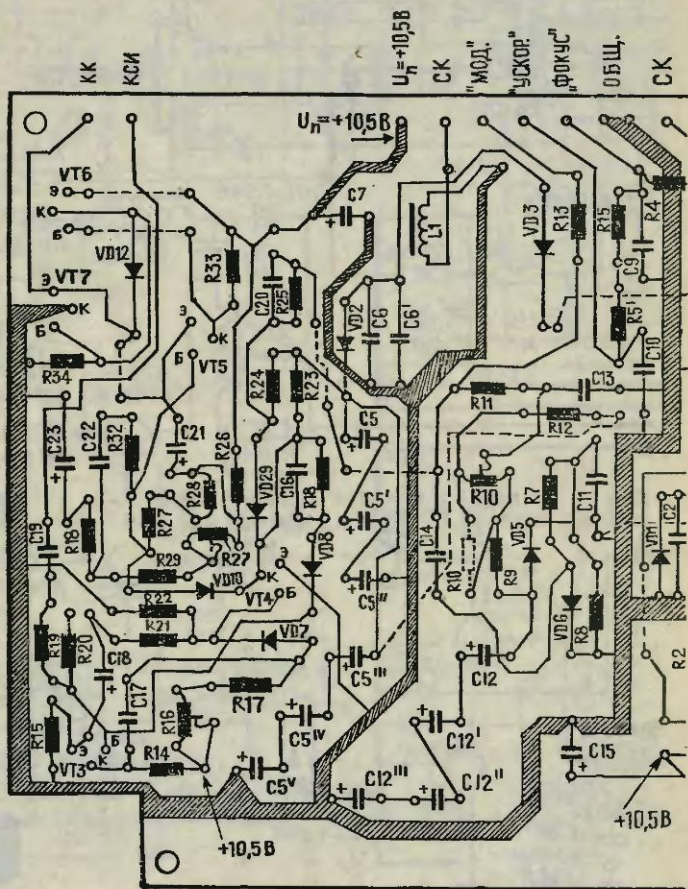 КК
КСИ
Uп=+10,5В
СК
"МОД."
"УСКОР."
"ФОКУС"
ОБЩ.
СК
Uп=+10,5В
VT6
Э
К
Б
VD12
R33
C7
L1
VD3
R13
R15
R4
C9
VT7
Э
К
Б
Э
К
Б
VT5
C20
R25
VD2
C6
C6'
R5'
C10
R34
R24
R23
R11
C13
R12
C23
C22
R32
C21
R26
C5
C19
R18
R28
VD29
C16
R18
C5'
R10
R7
C11
R27
R27
R29
Э
VD8
C14
R10
R9
VD5
VD1
C2
VD10
К
VT4
Б
C5"
R22
R21
VD7
VD6
R8
R19
R20
C18
C17
R17
C5'''
C12
R2
R15
Э
Б
К
VT3
R16
R14
C5IV
C5V
C12'
C15
C12'''
C12"
+10,5В
+10,5В